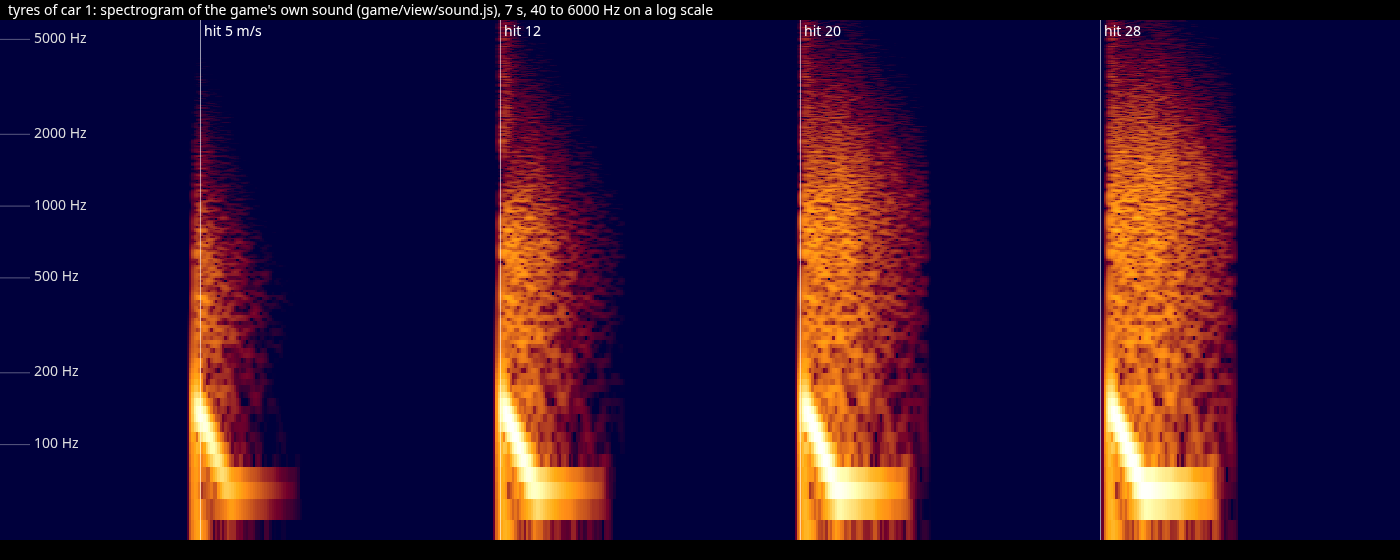 tyres of car 1: spectrogram of the game's own sound (game/view/sound.js), 7 s, 40 to 6000 Hz on a log scale
hit 5 m/s
hit 12
hit 20
hit 28
5000 Hz
2000 Hz
1000 Hz
500 Hz
200 Hz
100 Hz